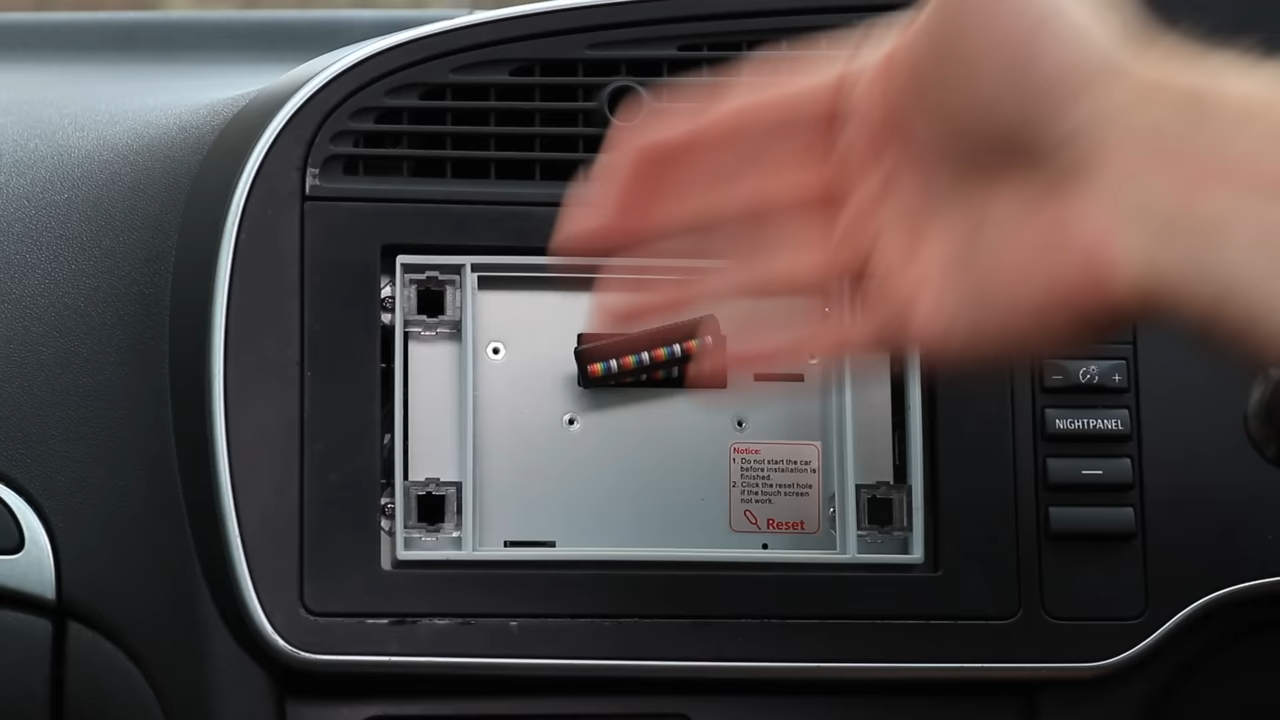 − +
NIGHTPANEL
Notice:
1. Do not start the car
before installation is
finished.
2. Click the reset hole
if the touch screen
not work.
Reset